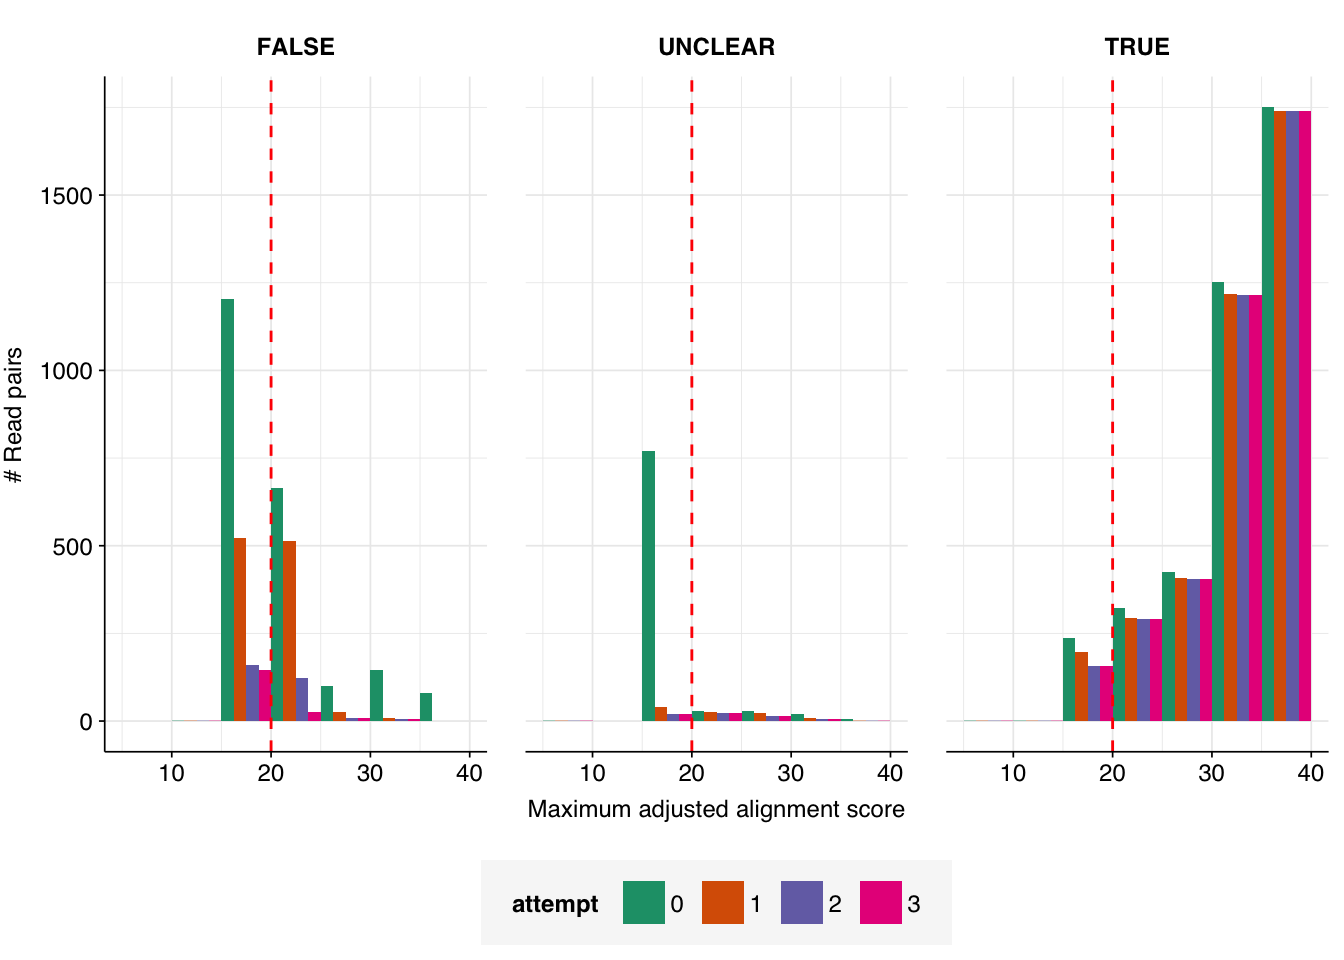 FALSE UNCLEAR TRUE
# Read pairs
1500
1000
500
0
10 20 30 40 10 20 30 40 10 20 30 40
Maximum adjusted alignment score
attempt 0 1 2 3